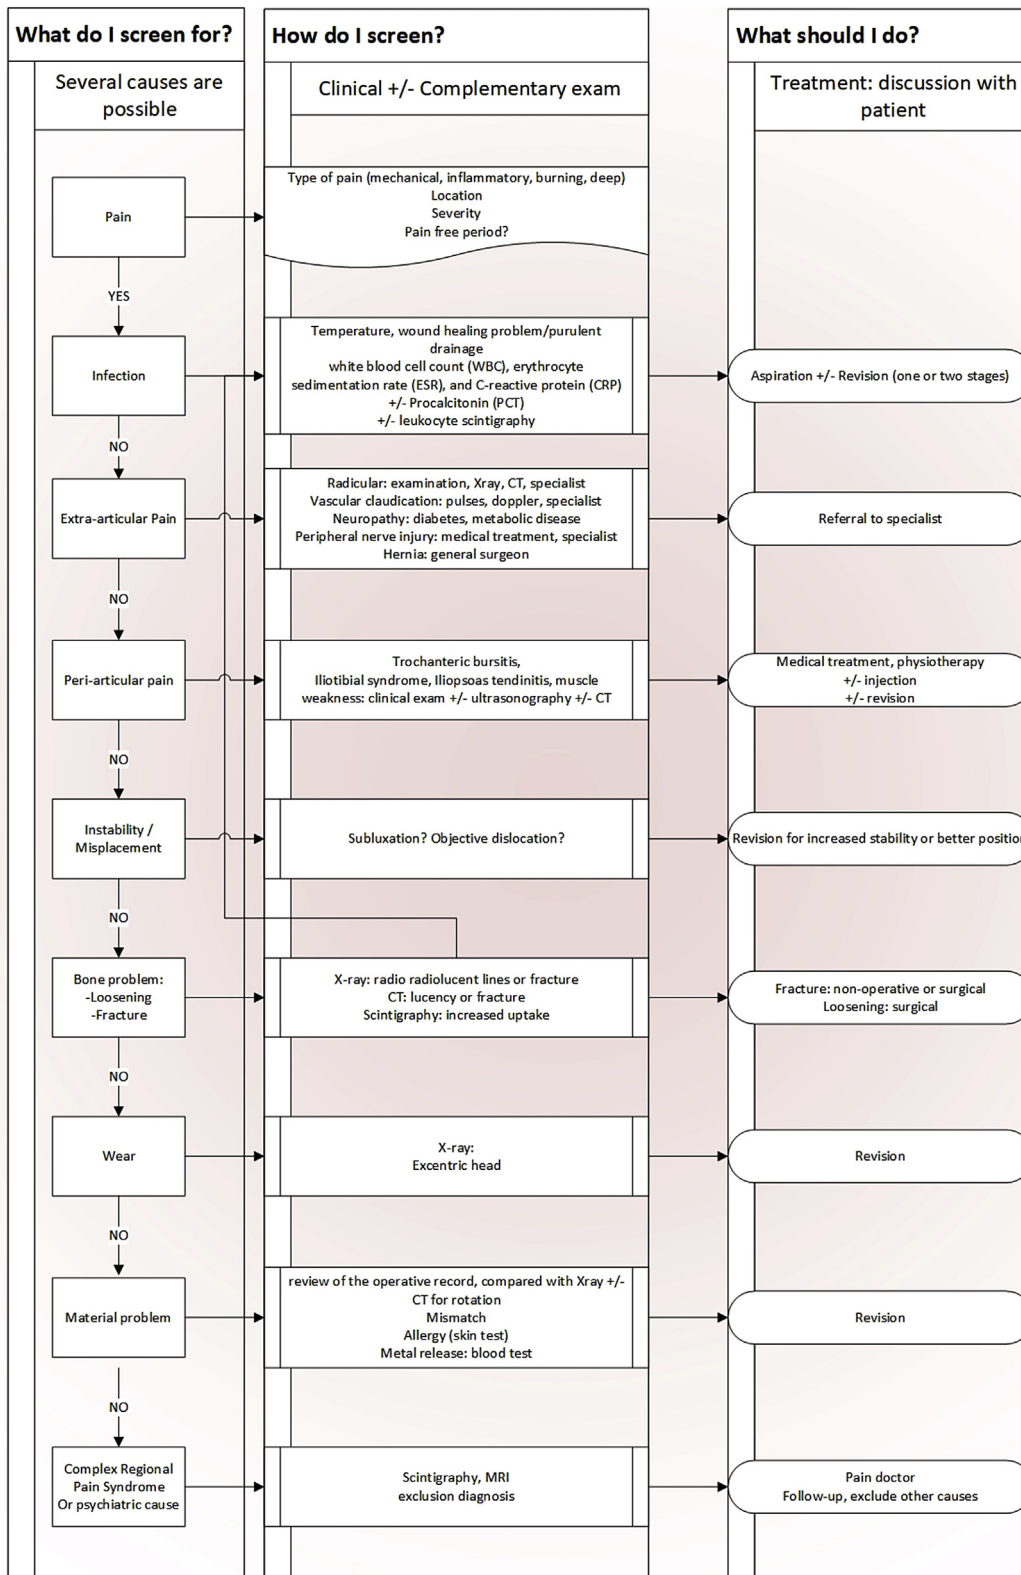 What do I screen for?
How do I screen?
What should I do?
Several causes are
possible
Clinical +/- Complementary exam
Treatment: discussion with
patient
Pain
Type of pain (mechanical, inflammatory, burning, deep)
Location
Severity
Pain free period?
YES
Infection
Temperature, wound healing problem/purulent
drainage
white blood cell count (WBC), erythrocyte
sedimentation rate (ESR), and C-reactive protein (CRP)
+/- Procalcitonin (PCT)
+/- leukocyte scintigraphy
Aspiration +/- Revision (one or two stages)
NO
Extra-articular Pain
Radicular: examination, Xray, CT, specialist
Vascular claudication: pulses, doppler, specialist
Neuropathy: diabetes, metabolic disease
Peripheral nerve injury: medical treatment, specialist
Hernia: general surgeon
Referral to specialist
NO
Peri-articular pain
Trochanteric bursitis,
Iliotibial syndrome, Iliopsoas tendinitis, muscle
weakness: clinical exam +/- ultrasonography +/- CT
Medical treatment, physiotherapy
+/- injection
+/- revision
NO
Instability /
Misplacement
Subluxation? Objective dislocation?
Revision for increased stability or better position
NO
Bone problem:
-Loosening
-Fracture
X-ray: radio radiolucent lines or fracture
CT: lucency or fracture
Scintigraphy: increased uptake
Fracture: non-operative or surgical
Loosening: surgical
NO
Wear
X-ray:
Excentric head
Revision
NO
Material problem
review of the operative record, compared with Xray +/-
CT for rotation
Mismatch
Allergy (skin test)
Metal release: blood test
Revision
NO
Complex Regional
Pain Syndrome
Or psychiatric cause
Scintigraphy, MRI
exclusion diagnosis
Pain doctor
Follow-up, exclude other causes